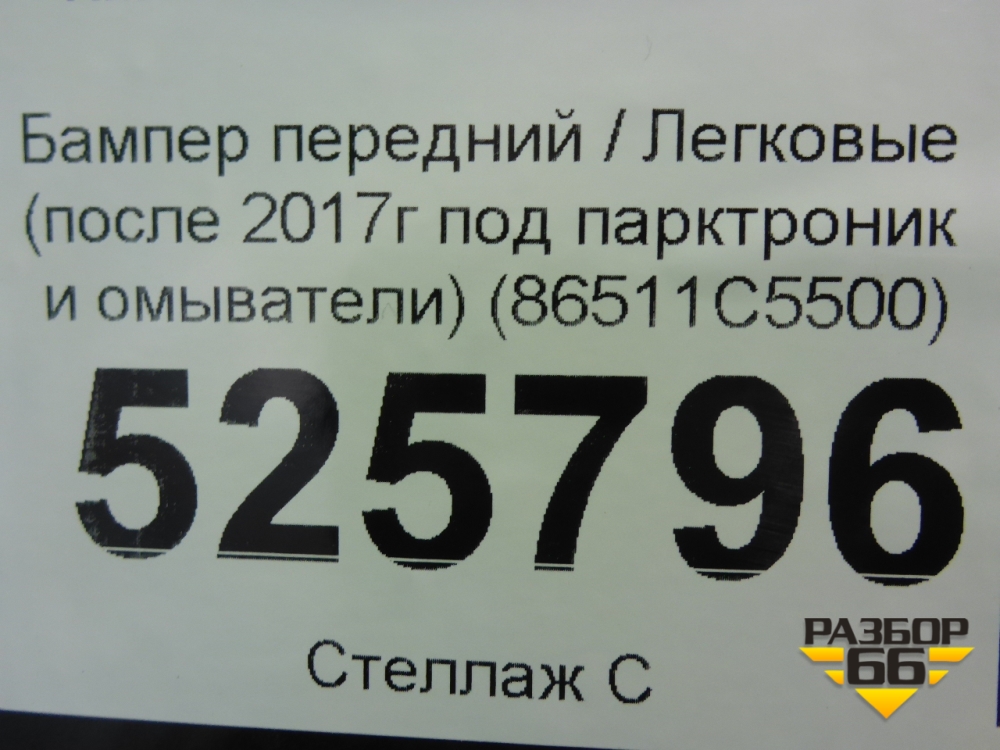 Бампер передний / Легковые
(после 2017г под парктроник
и омыватели) (86511C5500)
525796
Стеллаж С
РАЗБОР
66